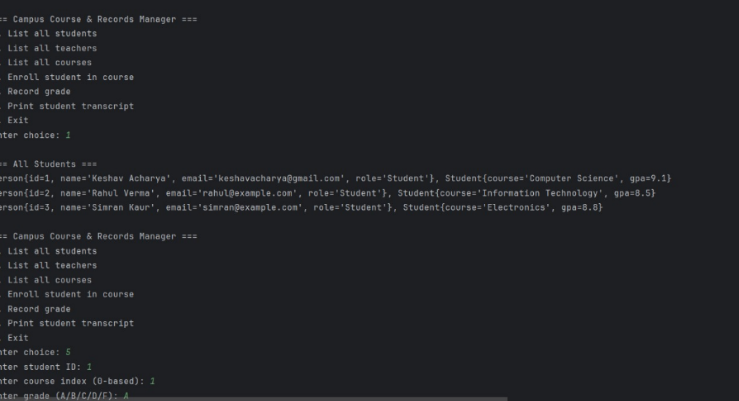 == Campus Course & Records Manager ===
. List all students
. List all teachers
. List all courses
. Enroll student in course
. Record grade
. Print student transcript
. Exit
nter choice: 1
== All Students ===
erson{id=1, name='Keshav Acharya', email='keshavacharya@gmail.com', role='Student'}, Student{course='Computer Science', gpa=9.1}
erson{id=2, name='Rahul Verma', email='rahul@example.com', role='Student'}, Student{course='Information Technology', gpa=8.5}
erson{id=3, name='Simran Kaur', email='simran@example.com', role='Student'}, Student{course='Electronics', gpa=8.8}
== Campus Course & Records Manager ===
. List all students
. List all teachers
. List all courses
. Enroll student in course
. Record grade
. Print student transcript
. Exit
nter choice: 5
nter student ID: 1
nter course index (0-based): 1
nter grade (A/B/C/D/F): A